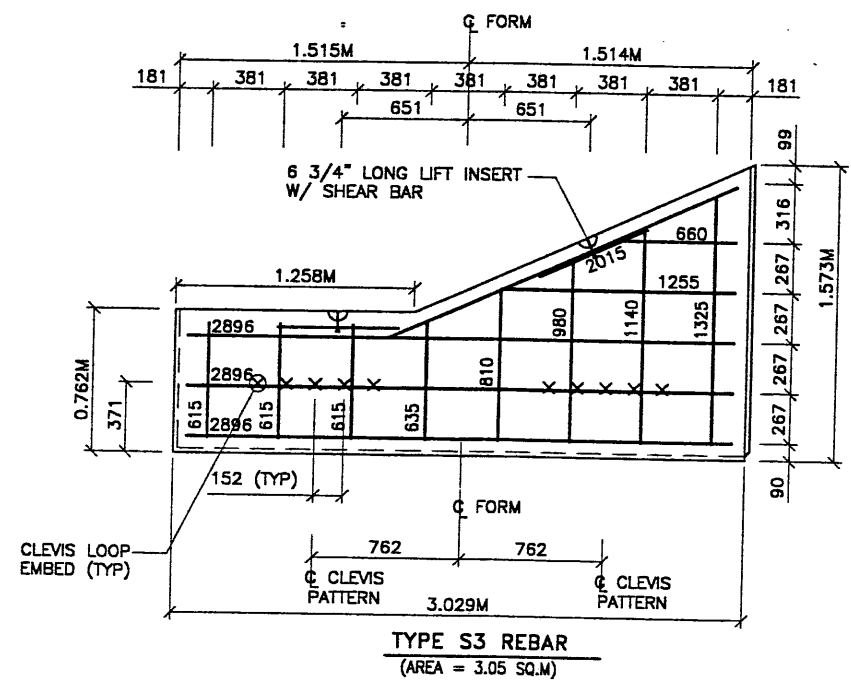 ℄ FORM
1.515M 1.514M
181 381 381 381 381 381 381 381 181
651 651
99
6 3/4" LONG LIFT INSERT
W/ SHEAR BAR
316
660
2015
1.258M
267
1.573M
1255
2896
980
1140
1325
267
0.762M
810
2896
267
371
615
615
615
635
2896
267
152 (TYP)
90
℄ FORM
CLEVIS LOOP
EMBED (TYP)
762 762
℄ CLEVIS
PATTERN
℄ CLEVIS
PATTERN
3.029M
TYPE S3 REBAR
(AREA = 3.05 SQ.M)